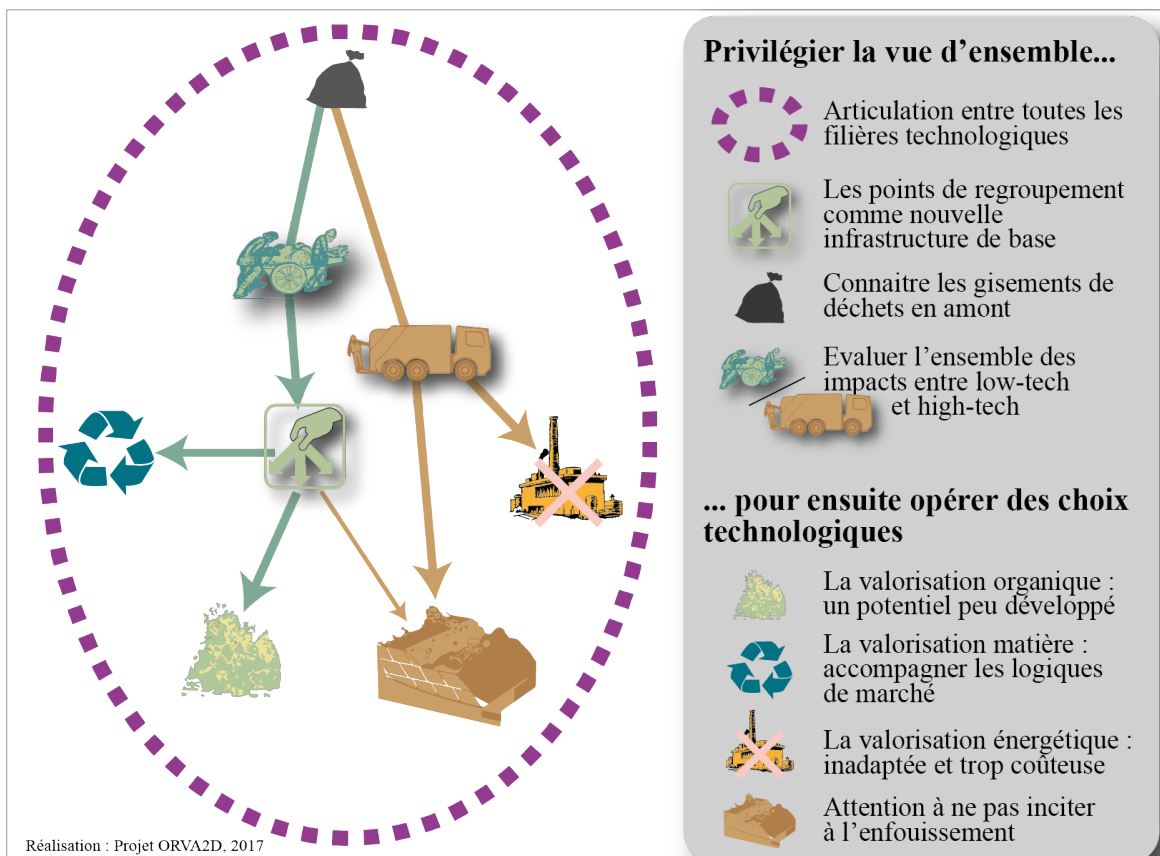 Privilégier la vue d'ensemble...
Articulation entre toutes les
filières technologiques
Les points de regroupement
comme nouvelle
infrastructure de base
Connaitre les gisements de
déchets en amont
Evaluer l'ensemble des
impacts entre low-tech
et high-tech
... pour ensuite opérer des choix
technologiques
La valorisation organique :
un potentiel peu développé
La valorisation matière :
accompagner les logiques
de marché
La valorisation énergétique :
inadaptée et trop coûteuse
Attention à ne pas inciter
à l'enfouissement
Réalisation : Projet ORVA2D, 2017